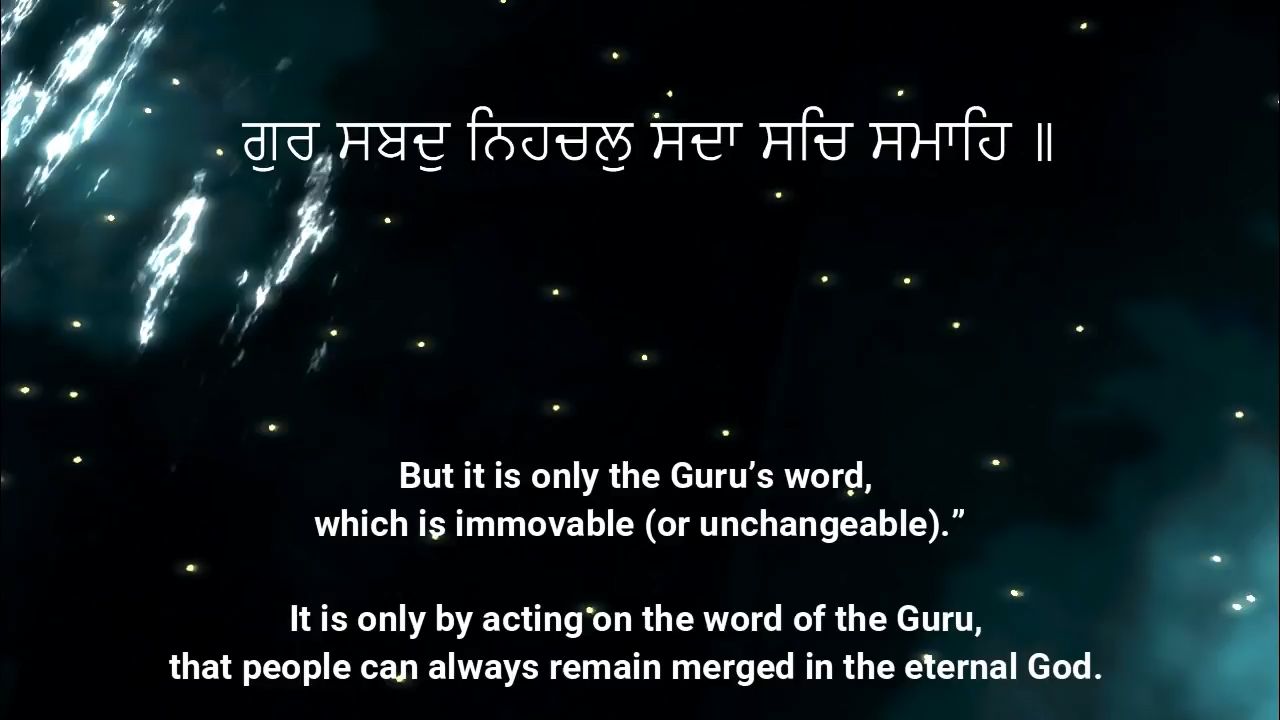 ਗੁਰ ਸਬਦੁ ਨਿਹਚਲੁ ਸਦਾ ਸਚਿ ਸਮਾਹਿ ॥
But it is only the Guru’s word,
which is immovable (or unchangeable).”
It is only by acting on the word of the Guru,
that people can always remain merged in the eternal God.